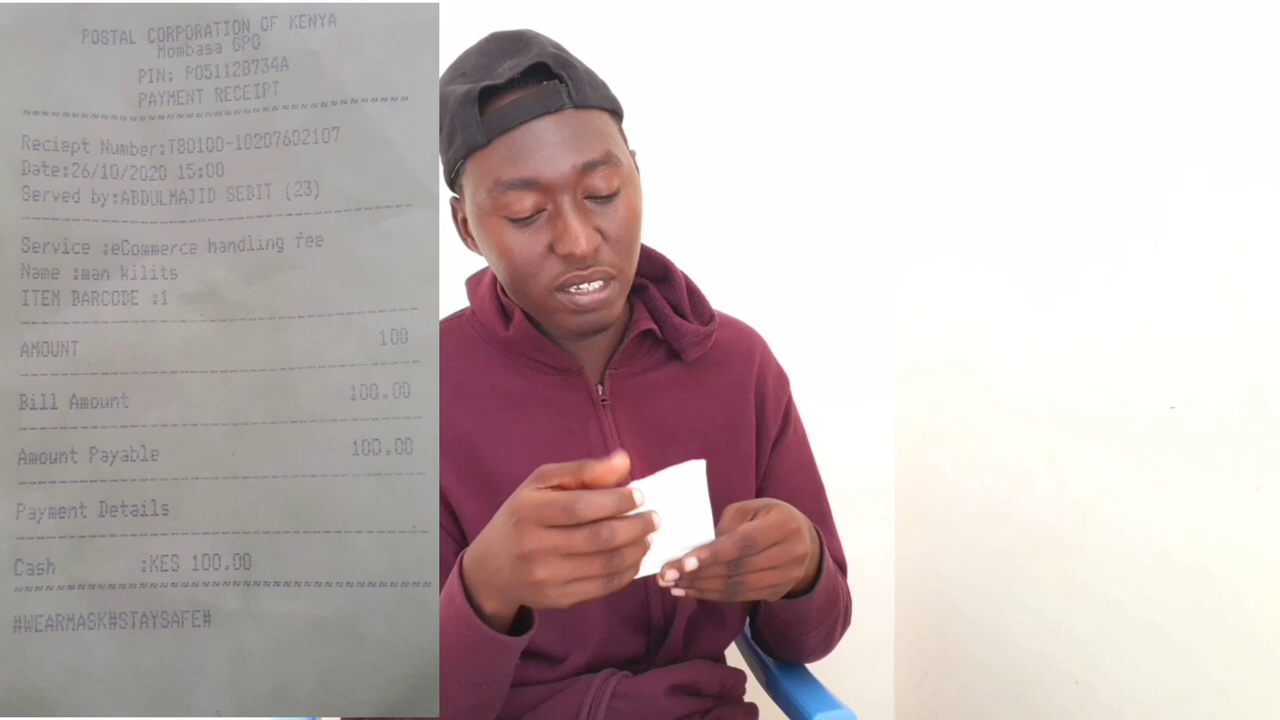 POSTAL CORPORATION OF KENYA
Mombasa GPO
PIN: P051128734A
PAYMENT RECEIPT
Reciept Number:T80100-10207602107
Date:26/10/2020 15:00
Served by:ABDULMAJID SEBIT (23)
Service :eCommerce handling fee
Name :man kilits
ITEM BARCODE :1
AMOUNT 100
Bill Amount 100.00
Amount Payable 100.00
Payment Details
Cash :KES 100.00
#WEARMASK#STAYSAFE#